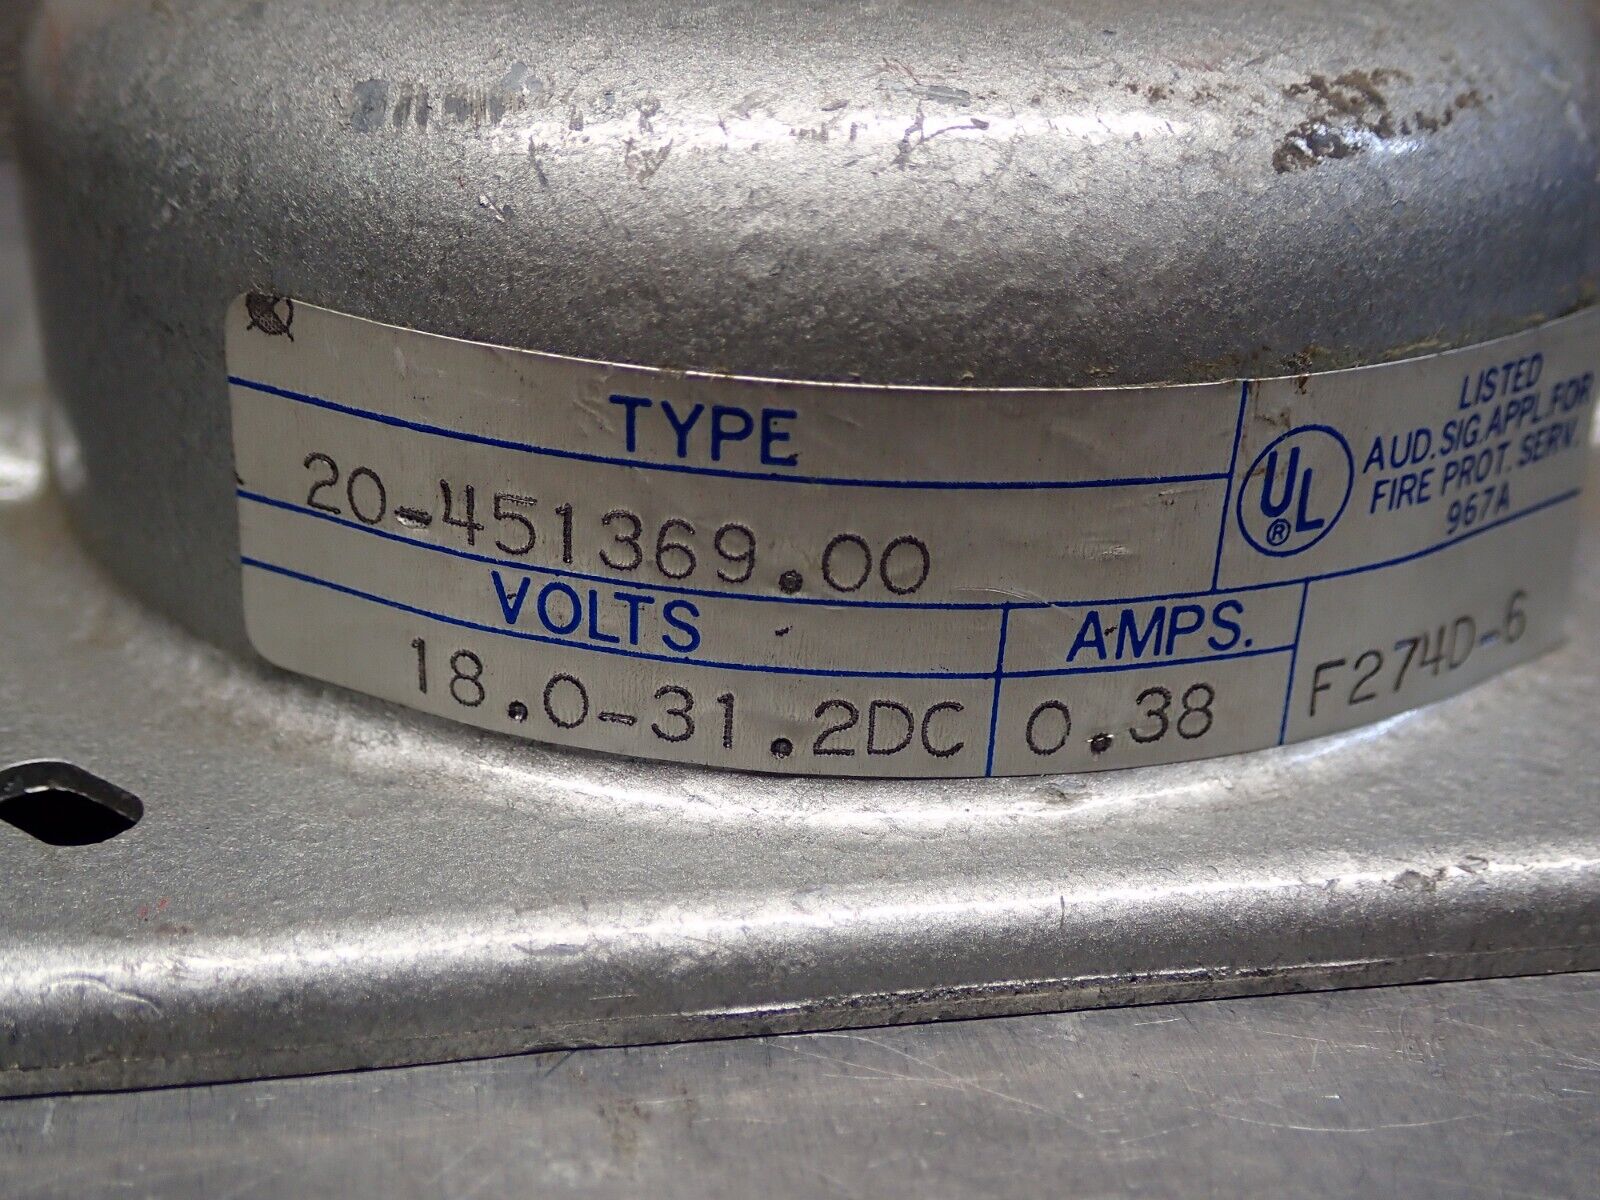 TYPE
20-451369.00
VOLTS
18.0-31.2DC
AMPS.
0.38
UL
®
LISTED
AUD.SIG.APPL.FOR
FIRE PROT. SERV.
967A
F274D-6